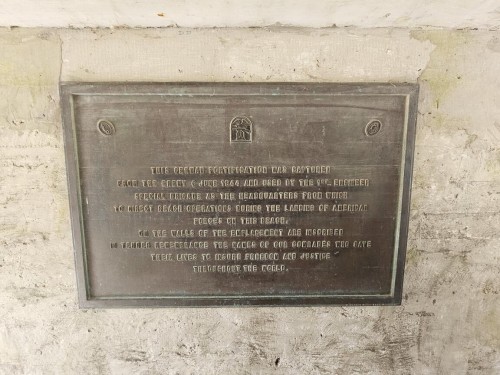 THIS GERMAN FORTIFICATION WAS CAPTURED
FROM THE ENEMY 6 JUNE 1944 AND USED BY THE 1ST. ENGINEER
SPECIAL BRIGADE AS THE HEADQUARTERS FROM WHICH
TO DIRECT BEACH OPERATIONS DURING THE LANDING OF AMERICAN
FORCES ON THIS BEACH.
ON THE WALLS OF THE EMPLACEMENT ARE INSCRIBED
IN TENDER REMEMBRANCE THE NAMES OF OUR COMRADES WHO GAVE
THEIR LIVES TO INSURE FREEDOM AND JUSTICE
THROUGHOUT THE WORLD.